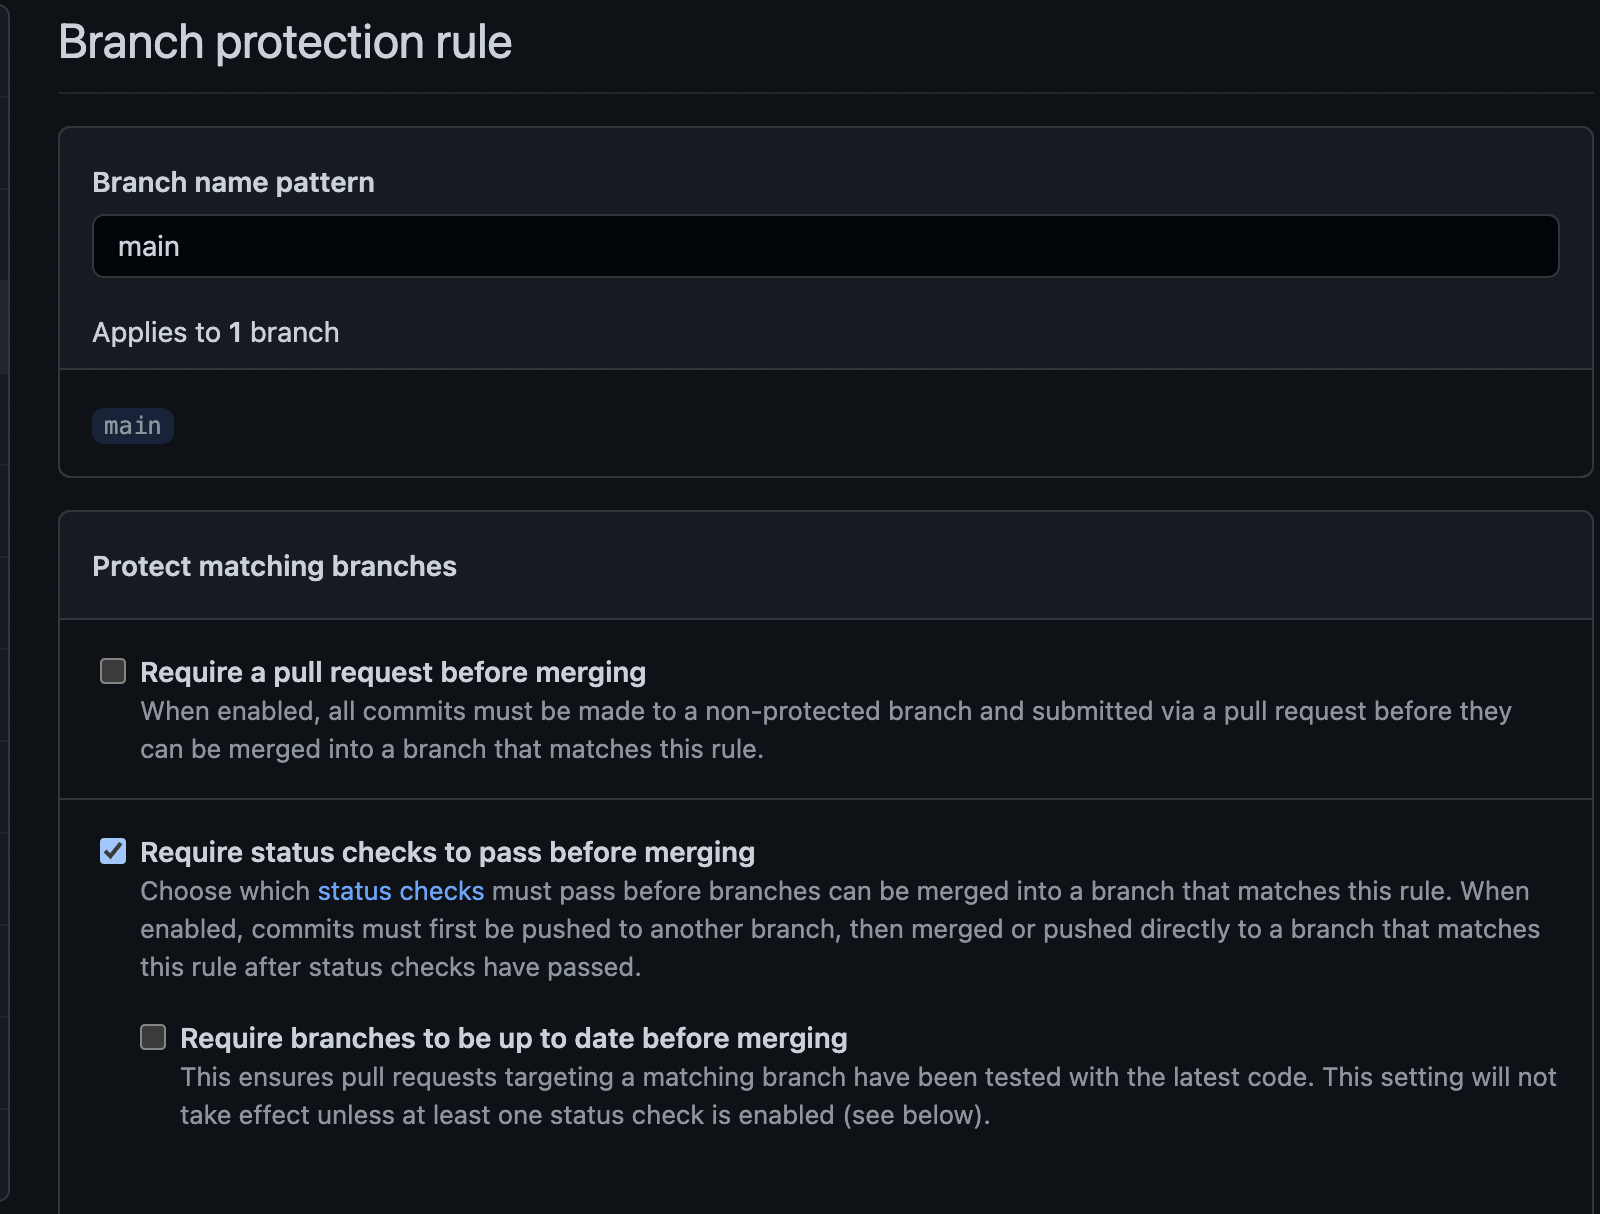 Branch protection rule
Branch name pattern
main
Applies to 1 branch
main
Protect matching branches
Require a pull request before merging
When enabled, all commits must be made to a non-protected branch and submitted via a pull request before they
can be merged into a branch that matches this rule.
Require status checks to pass before merging
Choose which status checks must pass before branches can be merged into a branch that matches this rule. When
enabled, commits must first be pushed to another branch, then merged or pushed directly to a branch that matches
this rule after status checks have passed.
Require branches to be up to date before merging
This ensures pull requests targeting a matching branch have been tested with the latest code. This setting will not
take effect unless at least one status check is enabled (see below).